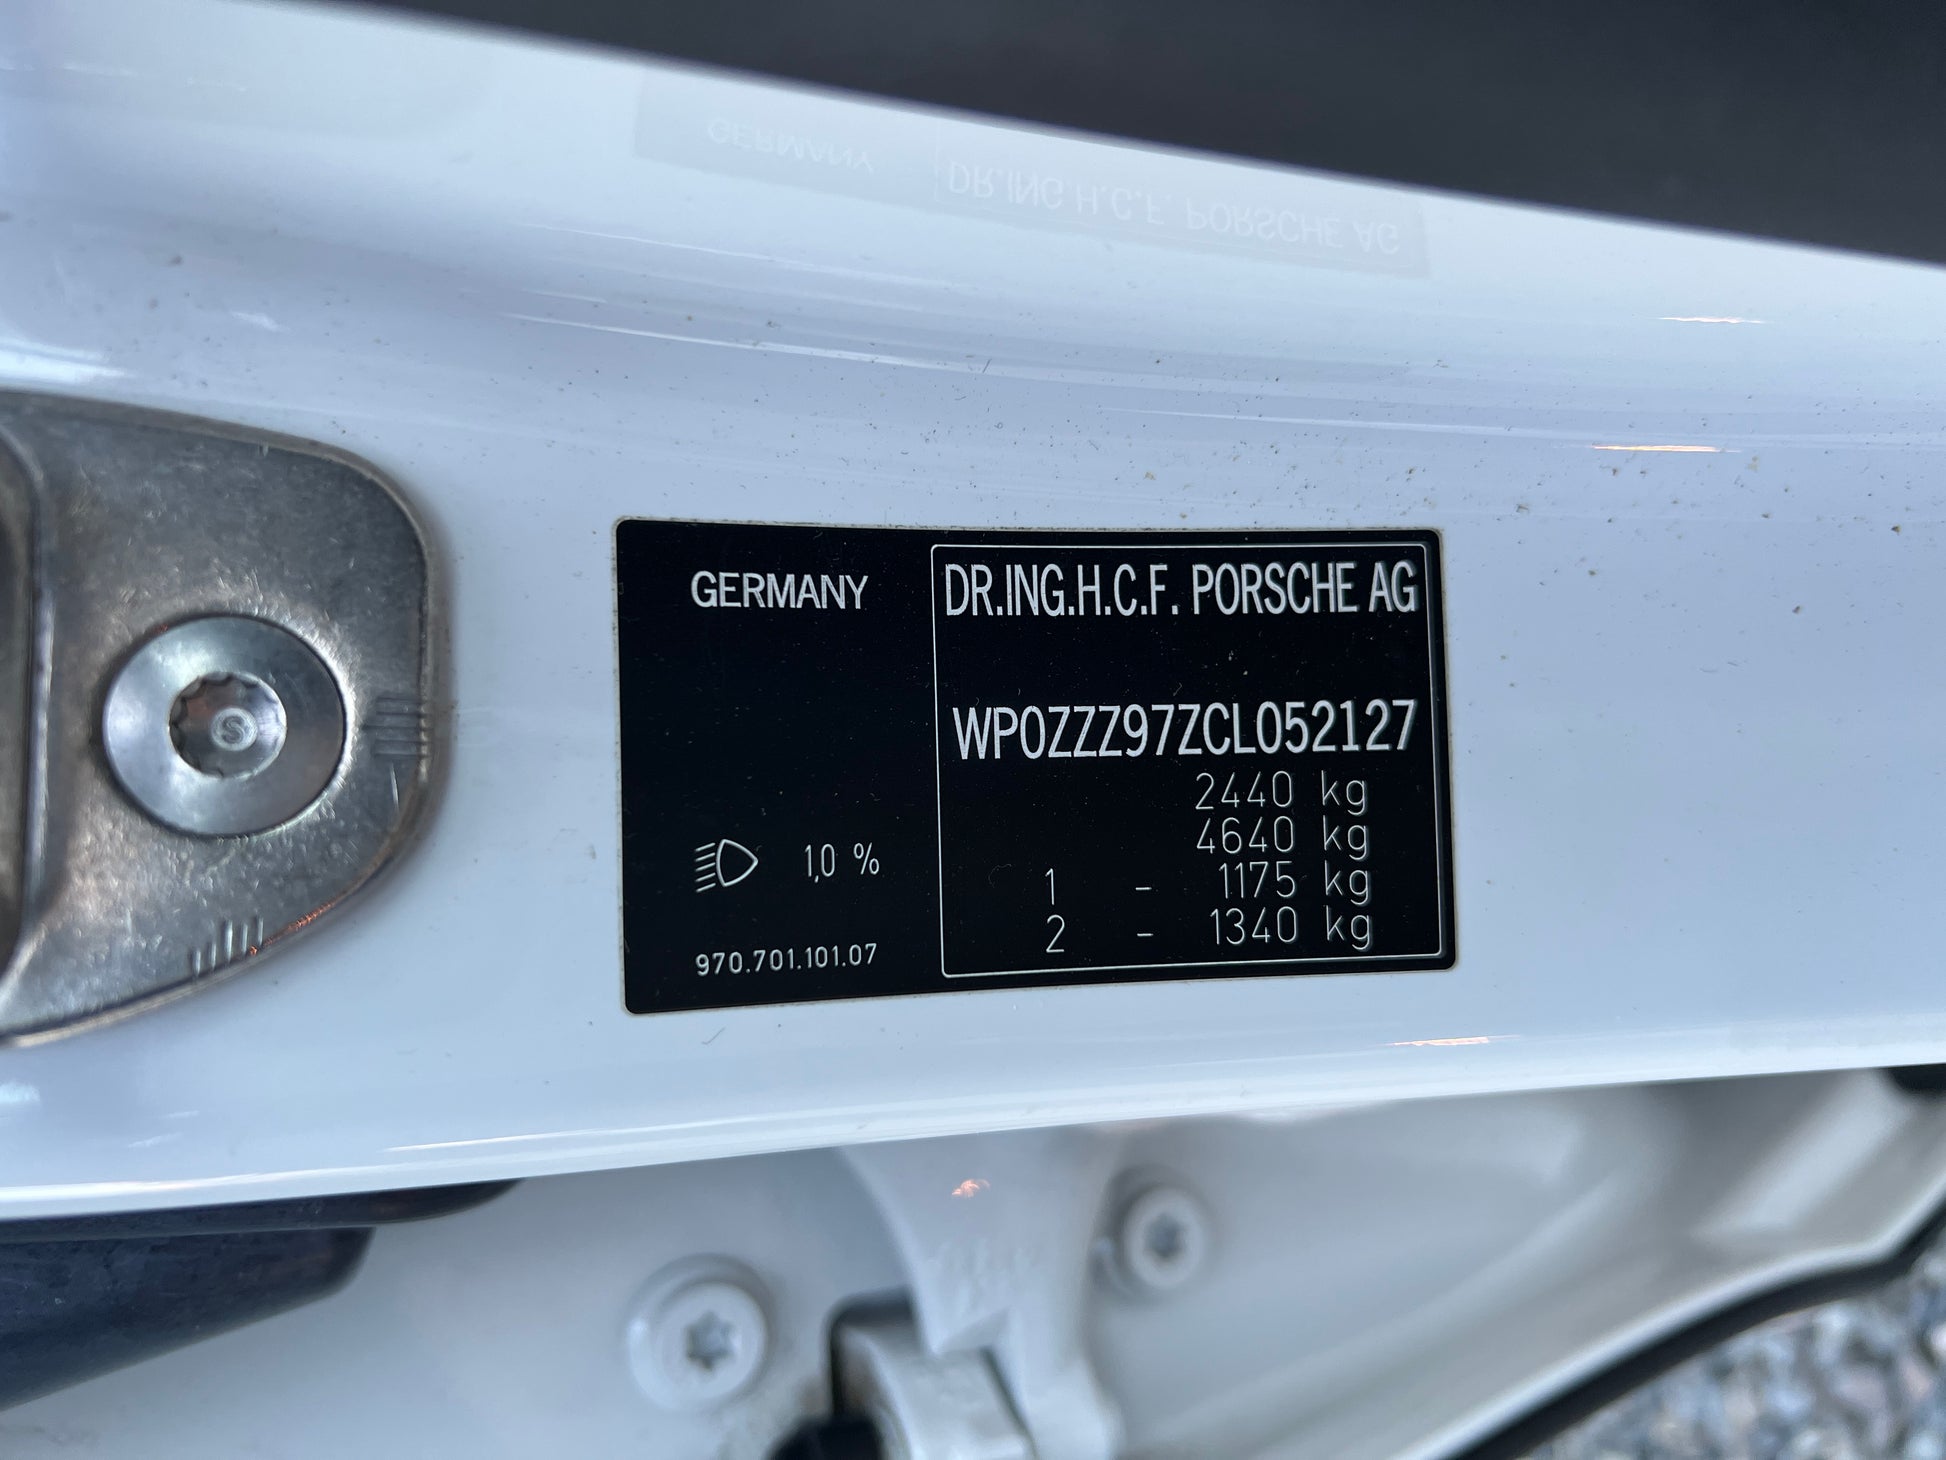 GERMANY
1,0 %
970.701.101.07
DR.ING.H.C.F. PORSCHE AG
WP0ZZZ97ZCL052127
2440 kg
4640 kg
1 - 1175 kg
2 - 1340 kg
S